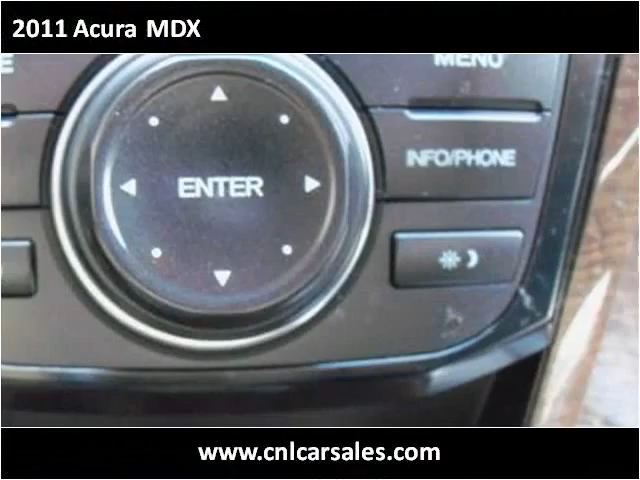 2011 Acura MDX
MENU
ENTER
INFO/PHONE
www.cnlcarsales.com